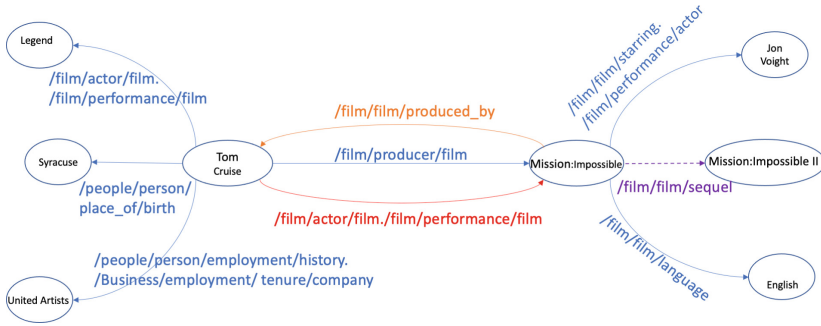 Legend
/film/actor/film.
/film/performance/film
Syracuse
/people/person/
place_of/birth
/people/person/employment/history.
/Business/employment/ tenure/company
United Artists
Tom
Cruise
/film/film/produced_by
/film/producer/film
/film/actor/film./film/performance/film
Mission:Impossible
/film/film/starring.
/film/performance/actor
Jon
Voight
Mission:Impossible II
/film/film/sequel
/film/film/language
English